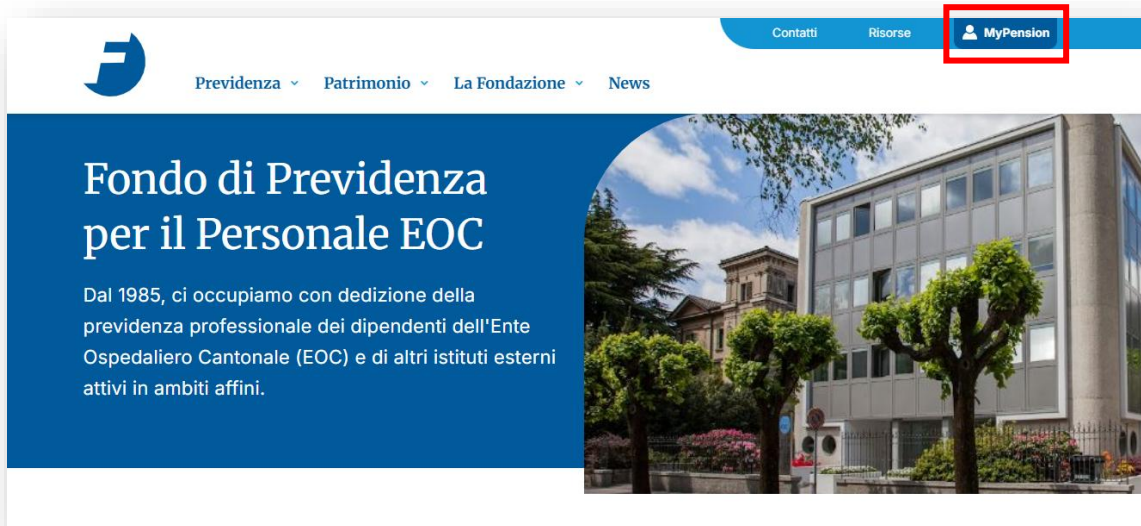 Contatti Risorse MyPension
Previdenza Patrimonio La Fondazione News
Fondo di Previdenza
per il Personale EOC
Dal 1985, ci occupiamo con dedizione della
previdenza professionale dei dipendenti dell'Ente
Ospedaliero Cantonale (EOC) e di altri istituti esterni
attivi in ambiti affini.